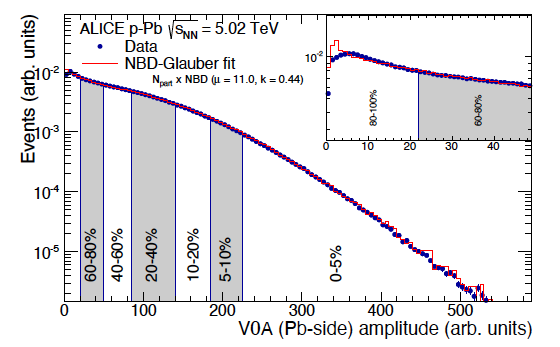 ALICE p-Pb √sNN = 5.02 TeV
Data
NBD-Glauber fit
Npart x NBD (μ = 11.0, k = 0.44)
Events (arb. units)
10-2
10-3
10-4
10-5
60-80%
40-60%
20-40%
10-20%
5-10%
0-5%
0 100 200 300 400 500
V0A (Pb-side) amplitude (arb. units)
10-2
80-100%
60-80%
0 10 20 30 40